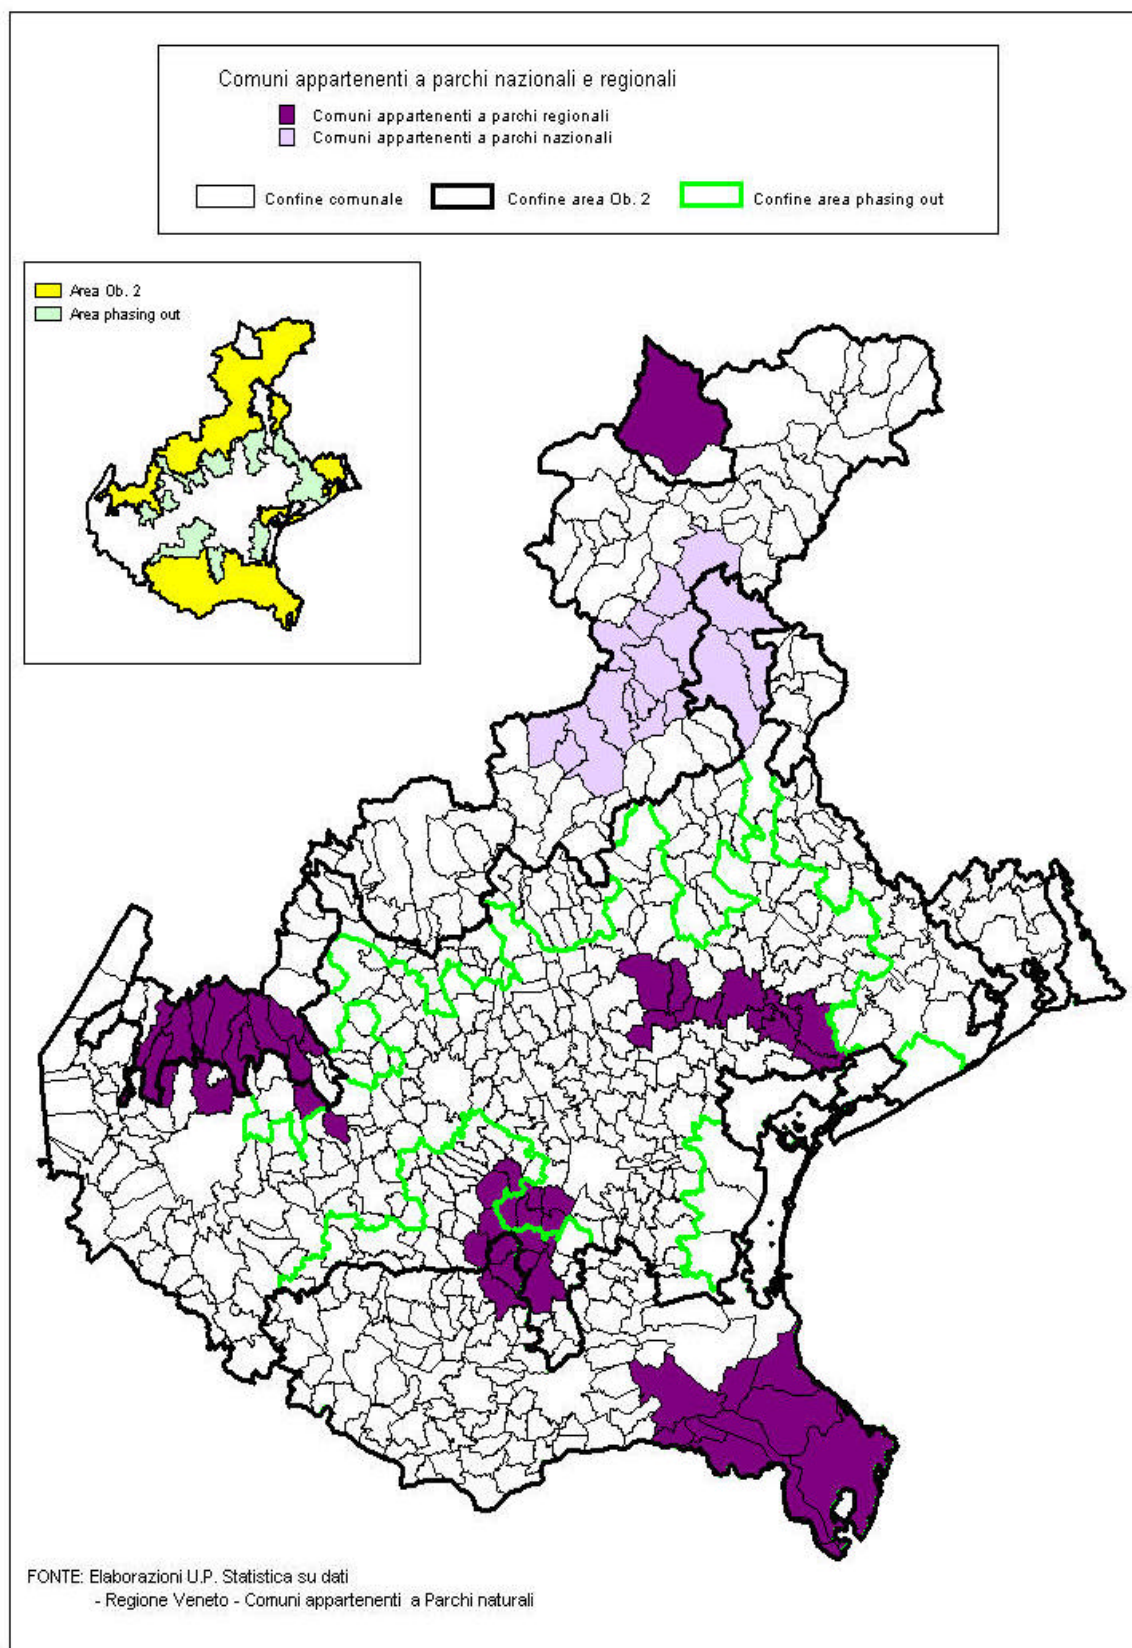 Comuni appartenenti a parchi nazionali e regionali
Comuni appartenenti a parchi regionali
Comuni appartenenti a parchi nazionali
Confine comunale Confine area Ob. 2 Confine area phasing out
Area Ob. 2
Area phasing out
FONTE: Elaborazioni U.P. Statistica su dati
- Regione Veneto - Comuni appartenenti a Parchi naturali